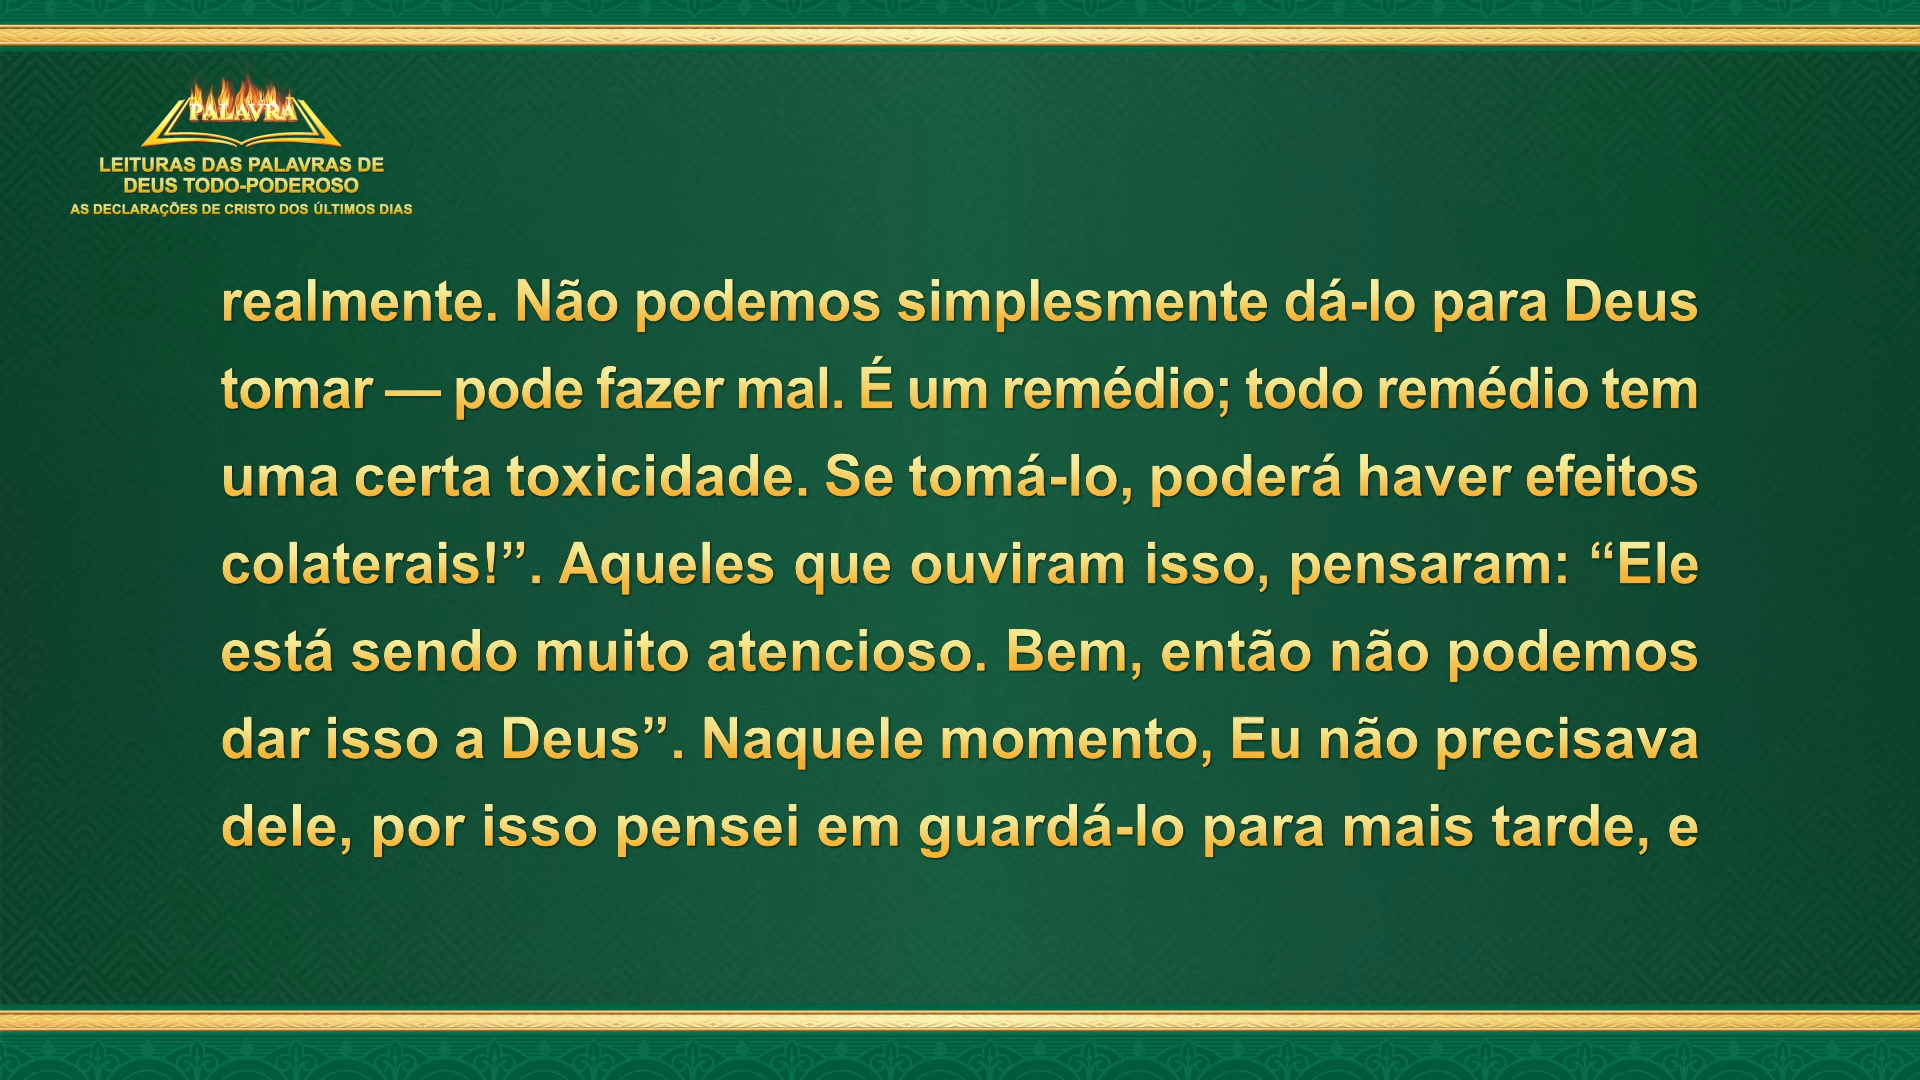 PALAVRA
LEITURAS DAS PALAVRAS DE
DEUS TODO-PODEROSO
AS DECLARAÇÕES DE CRISTO DOS ÚLTIMOS DIAS
realmente. Não podemos simplesmente dá-lo para Deus
tomar — pode fazer mal. É um remédio; todo remédio tem
uma certa toxicidade. Se tomá-lo, poderá haver efeitos
colaterais!”. Aqueles que ouviram isso, pensaram: “Ele
está sendo muito atencioso. Bem, então não podemos
dar isso a Deus”. Naquele momento, Eu não precisava
dele, por isso pensei em guardá-lo para mais tarde, e